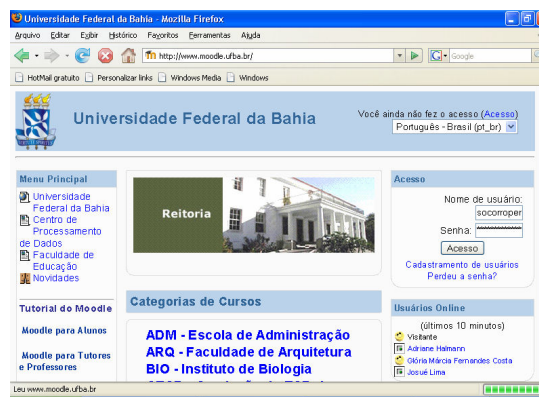 Universidade Federal da Bahia - Mozilla Firefox
Arquivo Editar Exibir Histórico Favoritos Ferramentas Ajuda
http://www.moodle.ufba.br/
Google
HotMail gratuito Personalizar links Windows Media Windows
Universidade Federal da Bahia
Você ainda não fez o acesso (Acesso)
Português - Brasil (pt_br)
Menu Principal
Universidade
Federal da Bahia
Centro de
Processamento
de Dados
Faculdade de
Educação
Novidades
Tutorial do Moodle
Moodle para Alunos
Moodle para Tutores
e Professores
Reitoria
Categorias de Cursos
ADM - Escola de Administração
ARQ - Faculdade de Arquitetura
BIO - Instituto de Biologia
Acesso
Nome de usuário:
socorroper
Senha:
Acesso
Cadastramento de usuários
Perdeu a senha?
Usuários Online
(últimos 10 minutos)
Visitante
Adriane Halmann
Glória Márcia Fernandes Costa
Josué Lima
Leu www.moodle.ufba.br